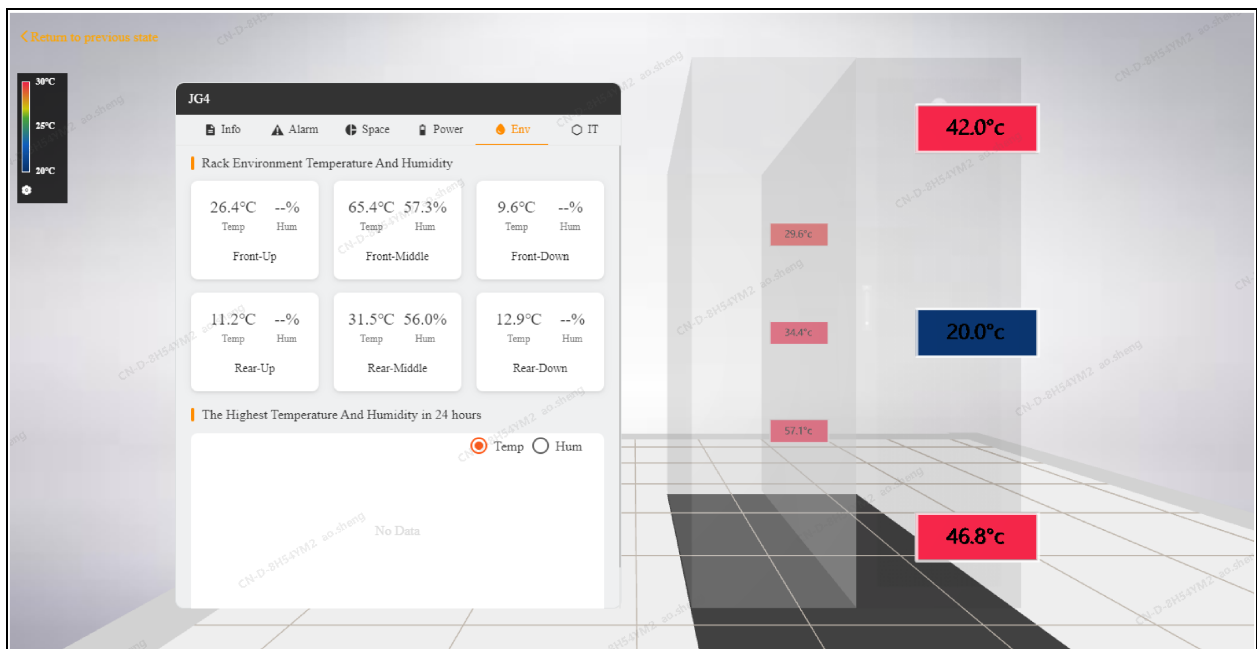 < Return to previous state
30°C
25°C
20°C
JG4
Info Alarm Space Power Env IT
Rack Environment Temperature And Humidity
26.4°C --% 65.4°C 57.3% 9.6°C --%
Temp Hum Temp Hum Temp Hum
Front-Up Front-Middle Front-Down
11.2°C --% 31.5°C 56.0% 12.9°C --%
Temp Hum Temp Hum Temp Hum
Rear-Up Rear-Middle Rear-Down
The Highest Temperature And Humidity in 24 hours
Temp Hum
No Data
42.0°c
29.6°c
20.0°c
34.4°c
57.1°c
46.8°c
CN-D-8H54YM2 ao.sheng